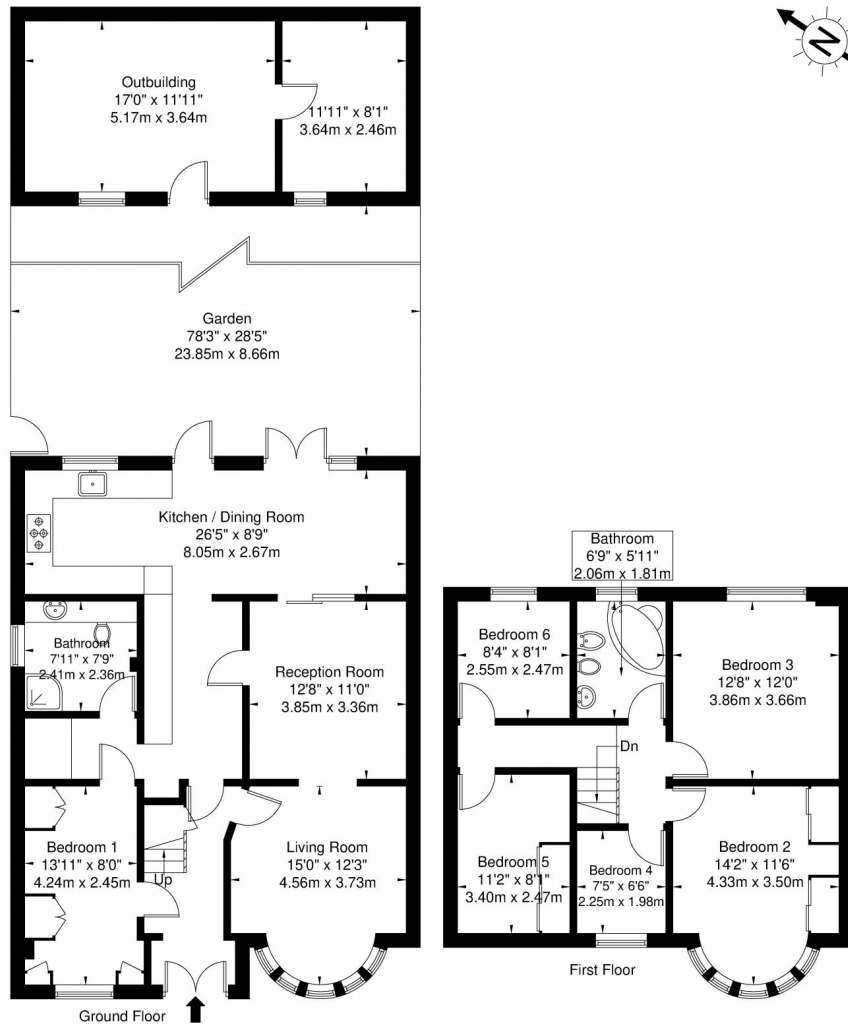 N
Outbuilding
17'0" x 11'11"
5.17m x 3.64m
11'11" x 8'1"
3.64m x 2.46m
Garden
78'3" x 28'5"
23.85m x 8.66m
Kitchen / Dining Room
26'5" x 8'9"
8.05m x 2.67m
Bathroom
7'11" x 7'9"
2.41m x 2.36m
Reception Room
12'8" x 11'0"
3.85m x 3.36m
Bedroom 1
13'11" x 8'0"
4.24m x 2.45m
Up
Living Room
15'0" x 12'3"
4.56m x 3.73m
Ground Floor
Bathroom
6'9" x 5'11"
2.06m x 1.81m
Bedroom 6
8'4" x 8'1"
2.55m x 2.47m
Bedroom 3
12'8" x 12'0"
3.86m x 3.66m
Dn
Bedroom 5
11'2" x 8'1"
3.40m x 2.47m
Bedroom 4
7'5" x 6'6"
2.25m x 1.98m
Bedroom 2
14'2" x 11'6"
4.33m x 3.50m
First Floor